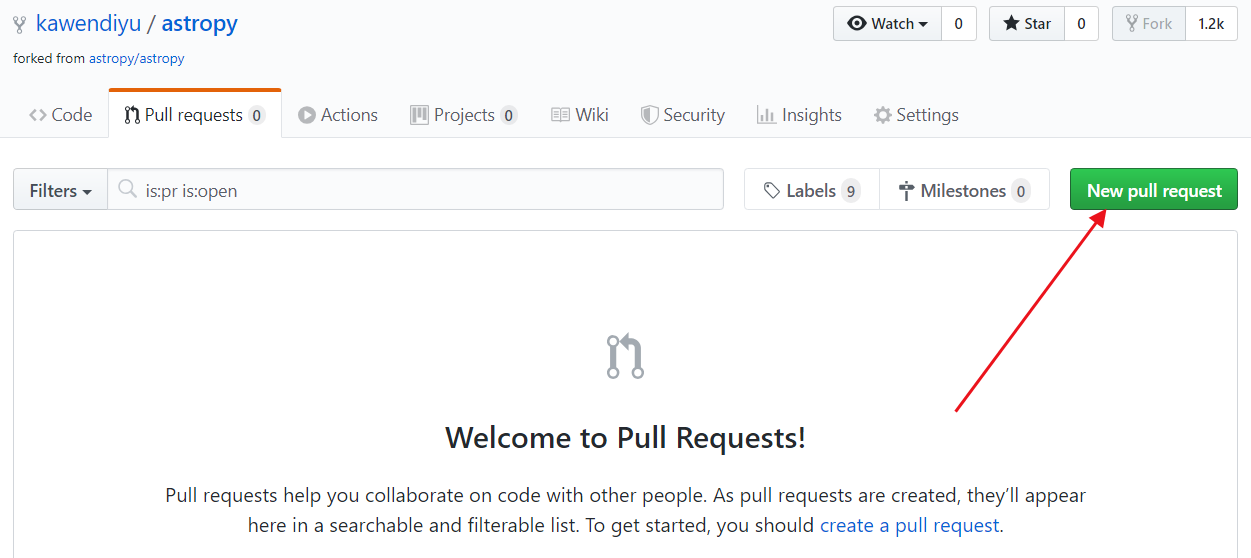 kawendiyu / astropy
Watch 0 Star 0 Fork 1.2k
forked from astropy/astropy
Code Pull requests 0 Actions Projects 0 Wiki Security Insights Settings
Filters is:pr is:open Labels 9 Milestones 0 New pull request
Welcome to Pull Requests!
Pull requests help you collaborate on code with other people. As pull requests are created, they’ll appear
here in a searchable and filterable list. To get started, you should create a pull request.